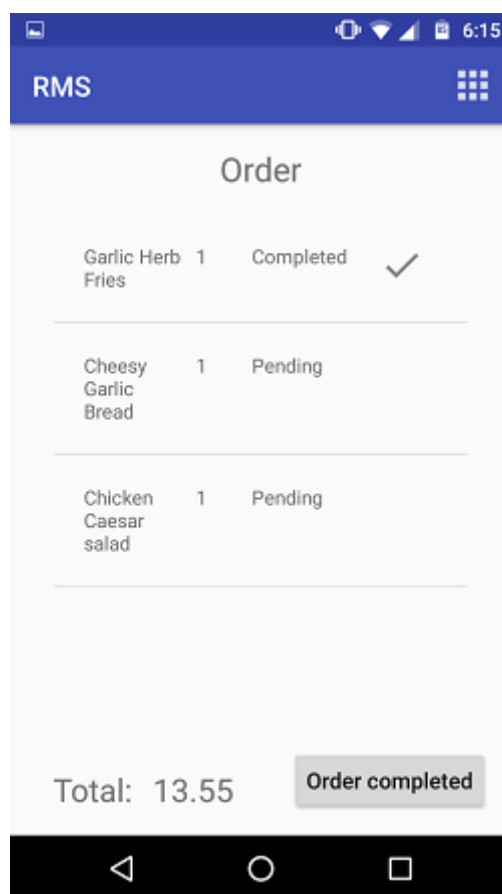 6:15
RMS
Order
Garlic Herb 1 Completed
Fries
Cheesy 1 Pending
Garlic
Bread
Chicken 1 Pending
Caesar
salad
Total: 13.55
Order completed